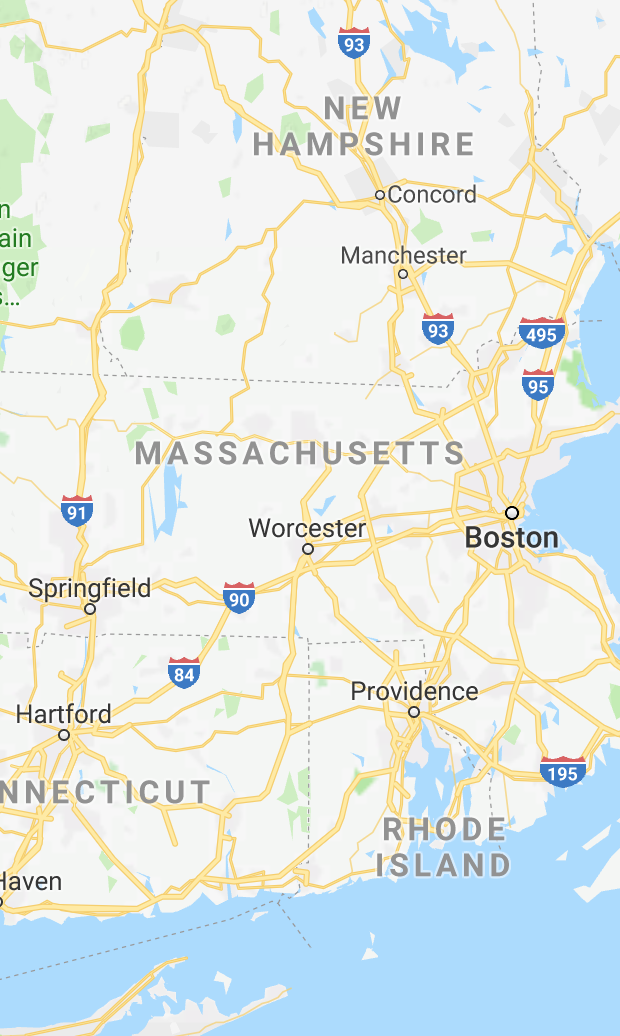 93
NEW
HAMPSHIRE
Concord
n
ain
ger
s...
Manchester
93
495
95
MASSACHUSETTS
91
Worcester
Boston
Springfield
90
84
Providence
Hartford
195
NNECTICUT
RHODE
ISLAND
Haven